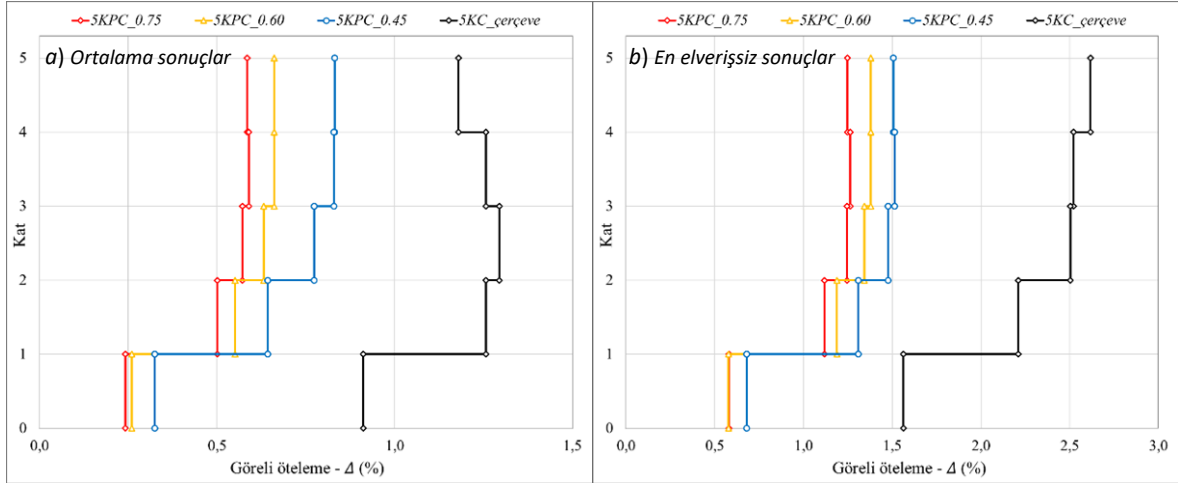 5KPC_0.75 5KPC_0.60 5KPC_0.45 5KC_çerçeve
a) Ortalama sonuçlar
5
4
3
2
1
0
Kat
0,0 0,5 1,0 1,5
Göreli öteleme - Δ (%)
5KPC_0.75 5KPC_0.60 5KPC_0.45 5KC_çerçeve
b) En elverişsiz sonuçlar
5
4
3
2
1
0
Kat
0,0 0,5 1,0 1,5 2,0 2,5 3,0
Göreli öteleme - Δ (%)